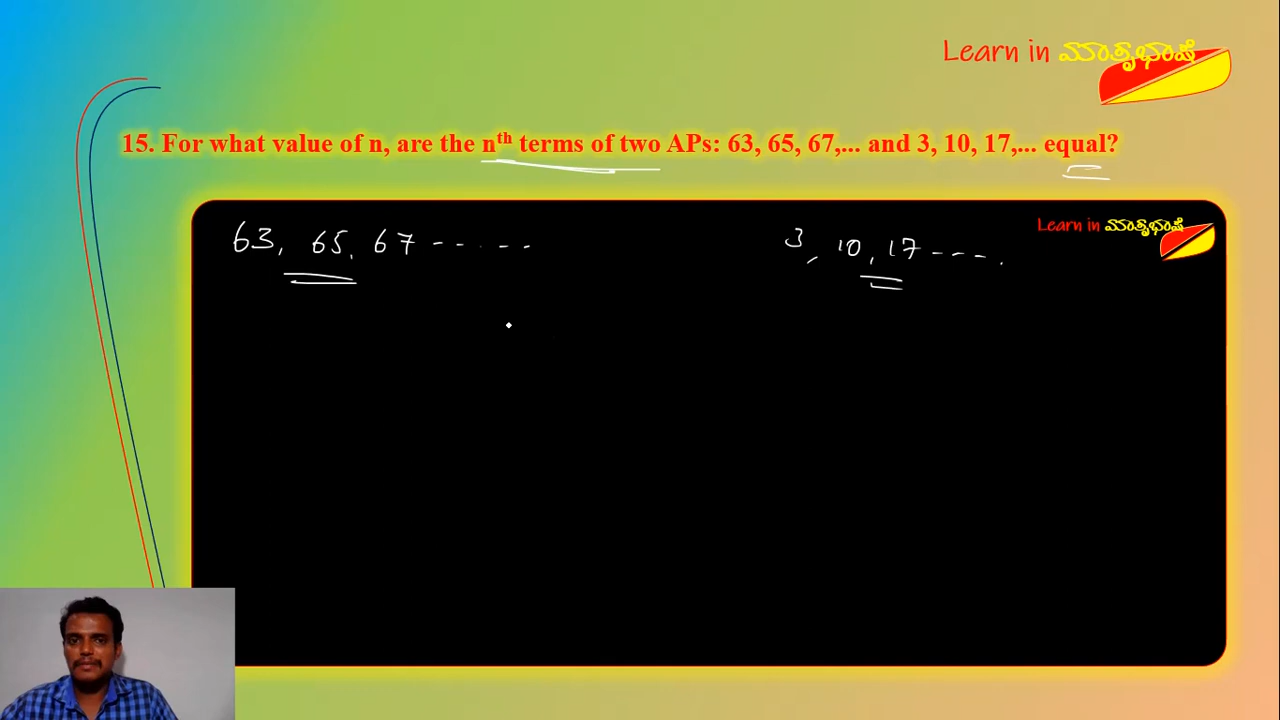 Learn in ಮಾತೃಭಾಷೆ
15. For what value of n, are the nth terms of two APs: 63, 65, 67,... and 3, 10, 17,... equal?
Learn in ಮಾತೃಭಾಷೆ
63, 65, 67 ------
3, 10, 17 ----